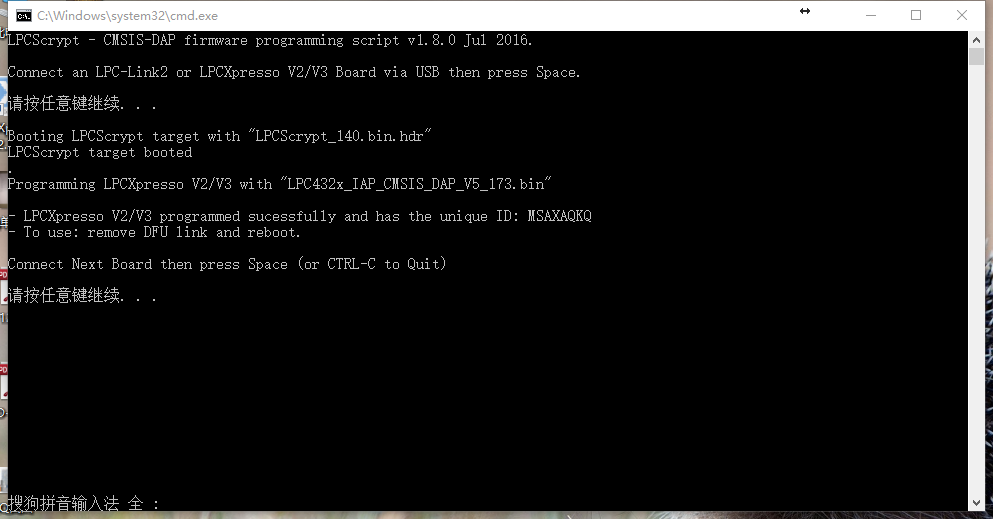 C:\Windows\system32\cmd.exe
LPCScrypt - CMSIS-DAP firmware programming script v1.8.0 Jul 2016.
Connect an LPC-Link2 or LPCXpresso V2/V3 Board via USB then press Space.
请按任意键继续. . .
Booting LPCScrypt target with "LPCScrypt_140.bin.hdr"
LPCScrypt target booted
.
Programming LPCXpresso V2/V3 with "LPC432x_IAP_CMSIS_DAP_V5_173.bin"
- LPCXpresso V2/V3 programmed sucessfully and has the unique ID: MSAXAQKQ
- To use: remove DFU link and reboot.
Connect Next Board then press Space (or CTRL-C to Quit)
请按任意键继续. . .
搜狗拼音输入法 全 :